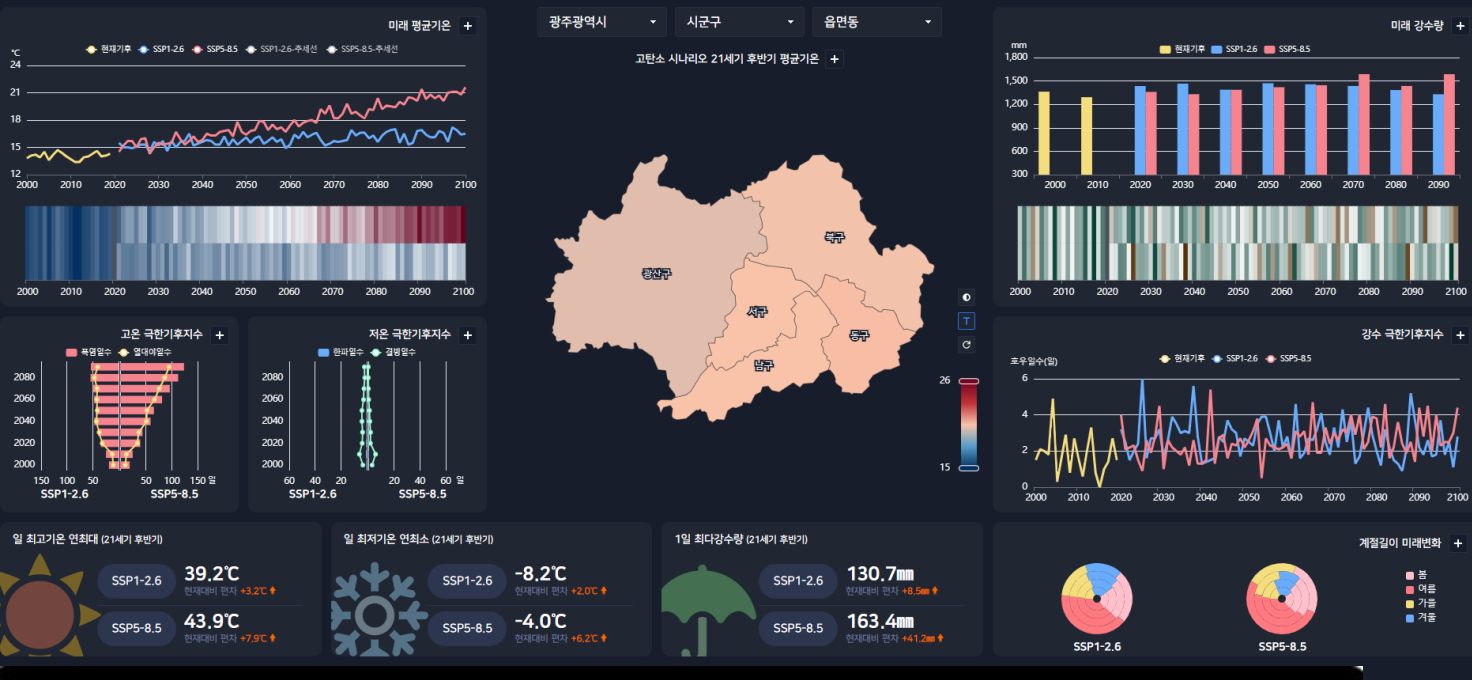 미래 평균기온 +
℃
현재기후 SSP1-2.6 SSP5-8.5 SSP1-2.6-추세선 SSP5-8.5-추세선
24
21
18
15
12
2000 2010 2020 2030 2040 2050 2060 2070 2080 2090 2100
2000 2010 2020 2030 2040 2050 2060 2070 2080 2090 2100
고온 극한기후지수 +
폭염일수 열대야일수
2080
2060
2040
2020
2000
150 100 50 50 100 150 일
SSP1-2.6 SSP5-8.5
저온 극한기후지수 +
한파일수 결빙일수
2080
2060
2040
2020
2000
60 40 20 20 40 60 일
SSP1-2.6 SSP5-8.5
광주광역시 시군구 읍면동
고탄소 시나리오 21세기 후반기 평균기온 +
북구
광산구
서구
동구
남구
T
26
15
미래 강수량 +
mm
현재기후 SSP1-2.6 SSP5-8.5
1,800
1,500
1,200
900
600
300
2000 2010 2020 2030 2040 2050 2060 2070 2080 2090
2000 2010 2020 2030 2040 2050 2060 2070 2080 2090 2100
강수 극한기후지수 +
호우일수(일)
현재기후 SSP1-2.6 SSP5-8.5
6
4
2
0
2000 2010 2020 2030 2040 2050 2060 2070 2080 2090 2100
일 최고기온 연최대 (21세기 후반기)
SSP1-2.6 39.2℃
현재대비 편차 +3.2℃
SSP5-8.5 43.9℃
현재대비 편차 +7.9℃
일 최저기온 연최소 (21세기 후반기)
SSP1-2.6 -8.2℃
현재대비 편차 +2.0℃
SSP5-8.5 -4.0℃
현재대비 편차 +6.2℃
1일 최다강수량 (21세기 후반기)
SSP1-2.6 130.7㎜
현재대비 편차 +8.5㎜
SSP5-8.5 163.4㎜
현재대비 편차 +41.2㎜
계절길이 미래변화 +
봄
여름
가을
겨울
SSP1-2.6 SSP5-8.5